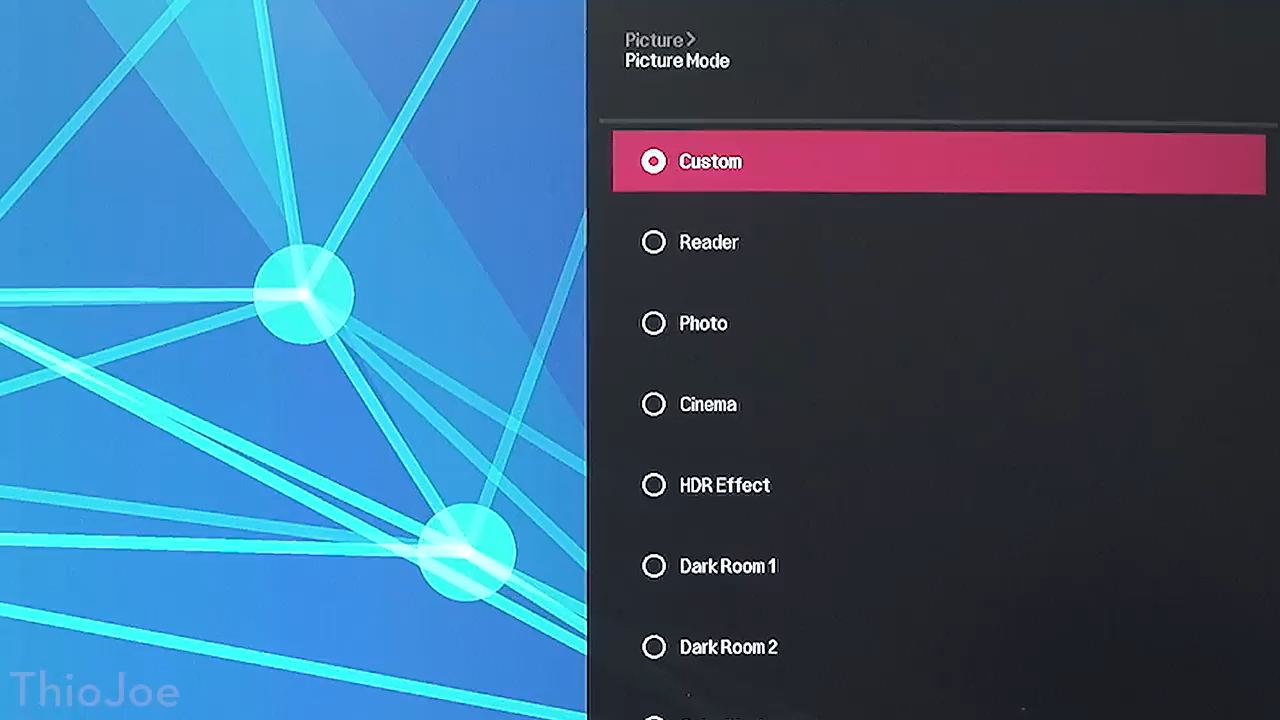 Picture >
Picture Mode
Custom
Reader
Photo
Cinema
HDR Effect
Dark Room 1
Dark Room 2
ThioJoe